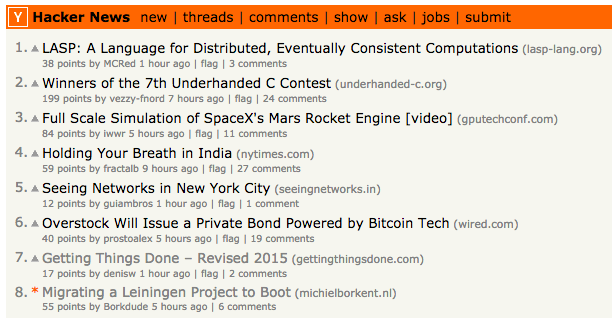 Y Hacker News new | threads | comments | show | ask | jobs | submit
1. LASP: A Language for Distributed, Eventually Consistent Computations (lasp-lang.org)
38 points by MCRed 1 hour ago | flag | 3 comments
2. Winners of the 7th Underhanded C Contest (underhanded-c.org)
199 points by vezzy-fnord 7 hours ago | flag | 24 comments
3. Full Scale Simulation of SpaceX's Mars Rocket Engine [video] (gputechconf.com)
84 points by iwwr 5 hours ago | flag | 11 comments
4. Holding Your Breath in India (nytimes.com)
59 points by fractalb 9 hours ago | flag | 27 comments
5. Seeing Networks in New York City (seeingnetworks.in)
12 points by guiambros 1 hour ago | flag | 1 comment
6. Overstock Will Issue a Private Bond Powered by Bitcoin Tech (wired.com)
40 points by prostoalex 5 hours ago | flag | 19 comments
7. Getting Things Done – Revised 2015 (gettingthingsdone.com)
17 points by denisw 1 hour ago | flag | 2 comments
8. * Migrating a Leiningen Project to Boot (michielborkent.nl)
55 points by Borkdude 5 hours ago | 6 comments